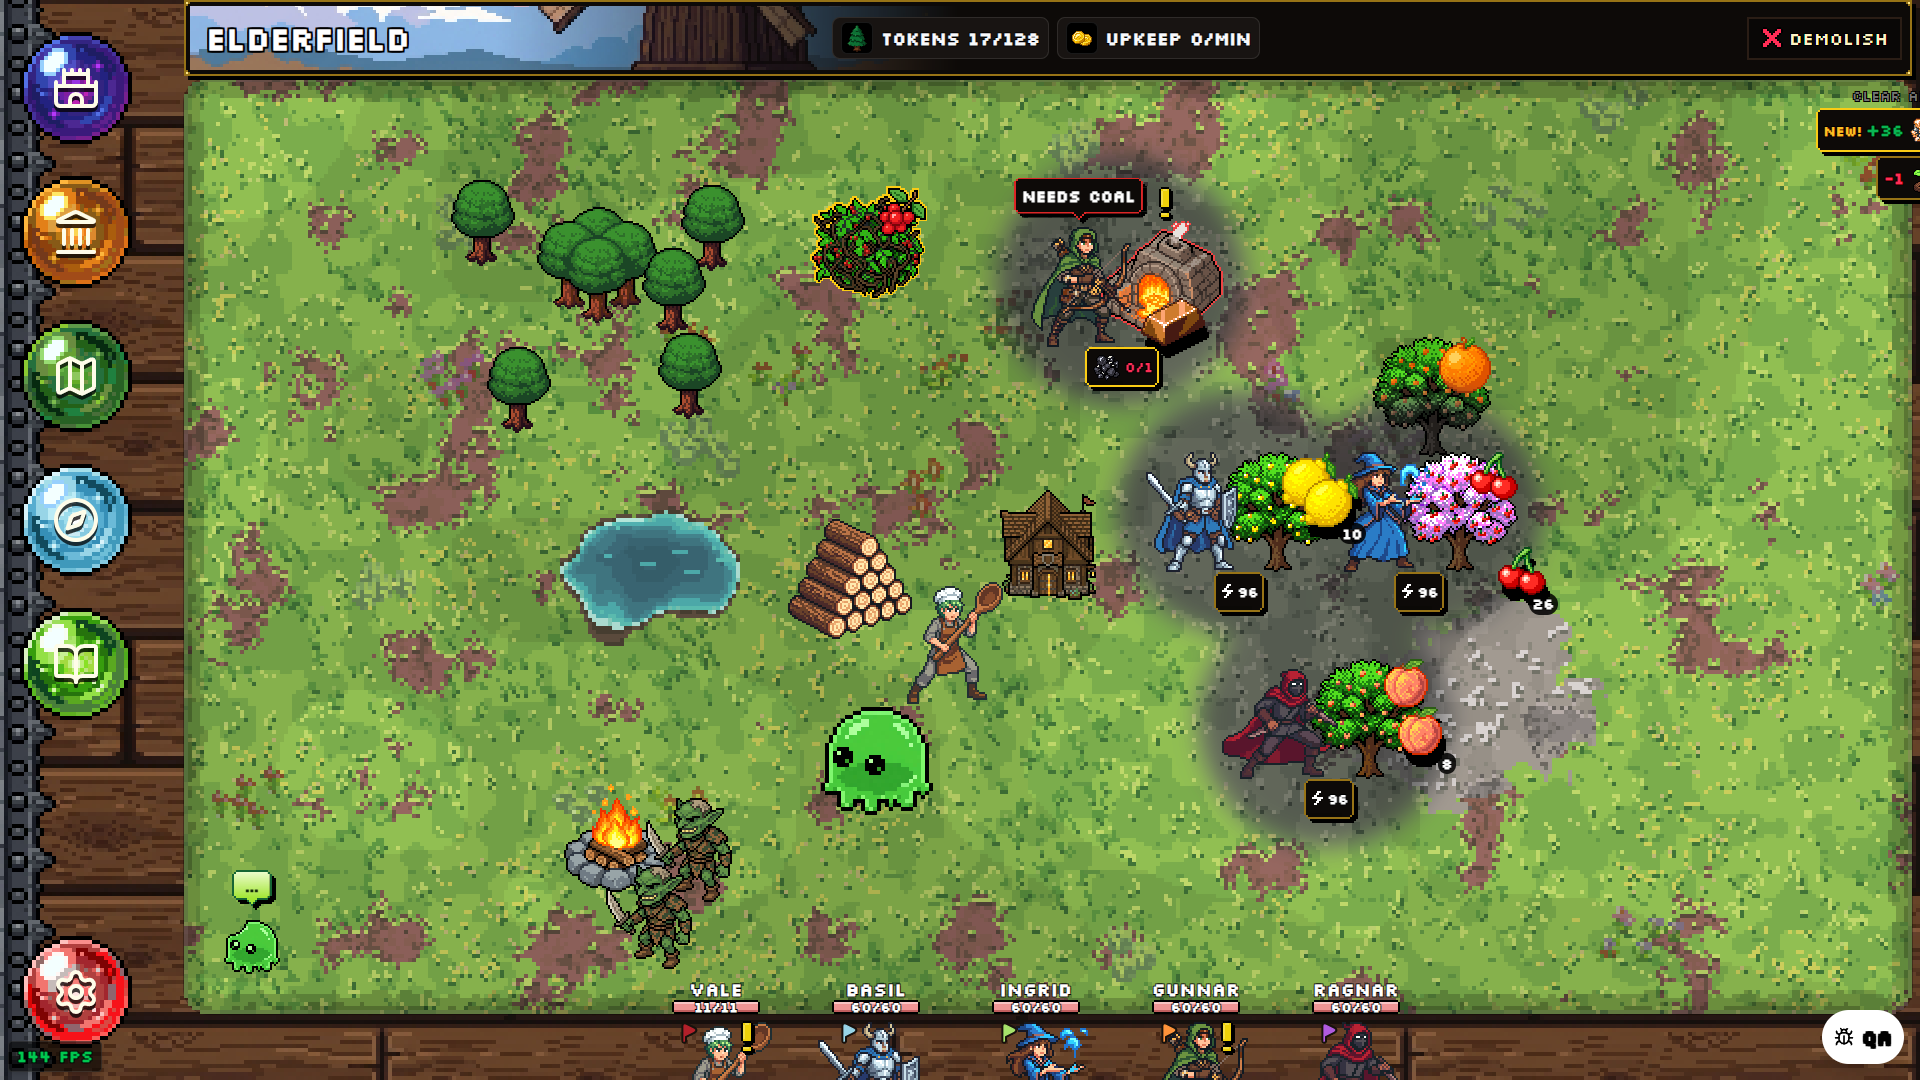 ELDERFIELD
TOKENS 17/128
UPKEEP 0/MIN
DEMOLISH
CLEAR A
NEW! +36
-1
NEEDS COAL
0/1
10
96
96
26
8
96
...
YALE
11/11
BASIL
60/60
INGRID
60/60
GUNNAR
60/60
RAGNAR
60/60
144 FPS
QA